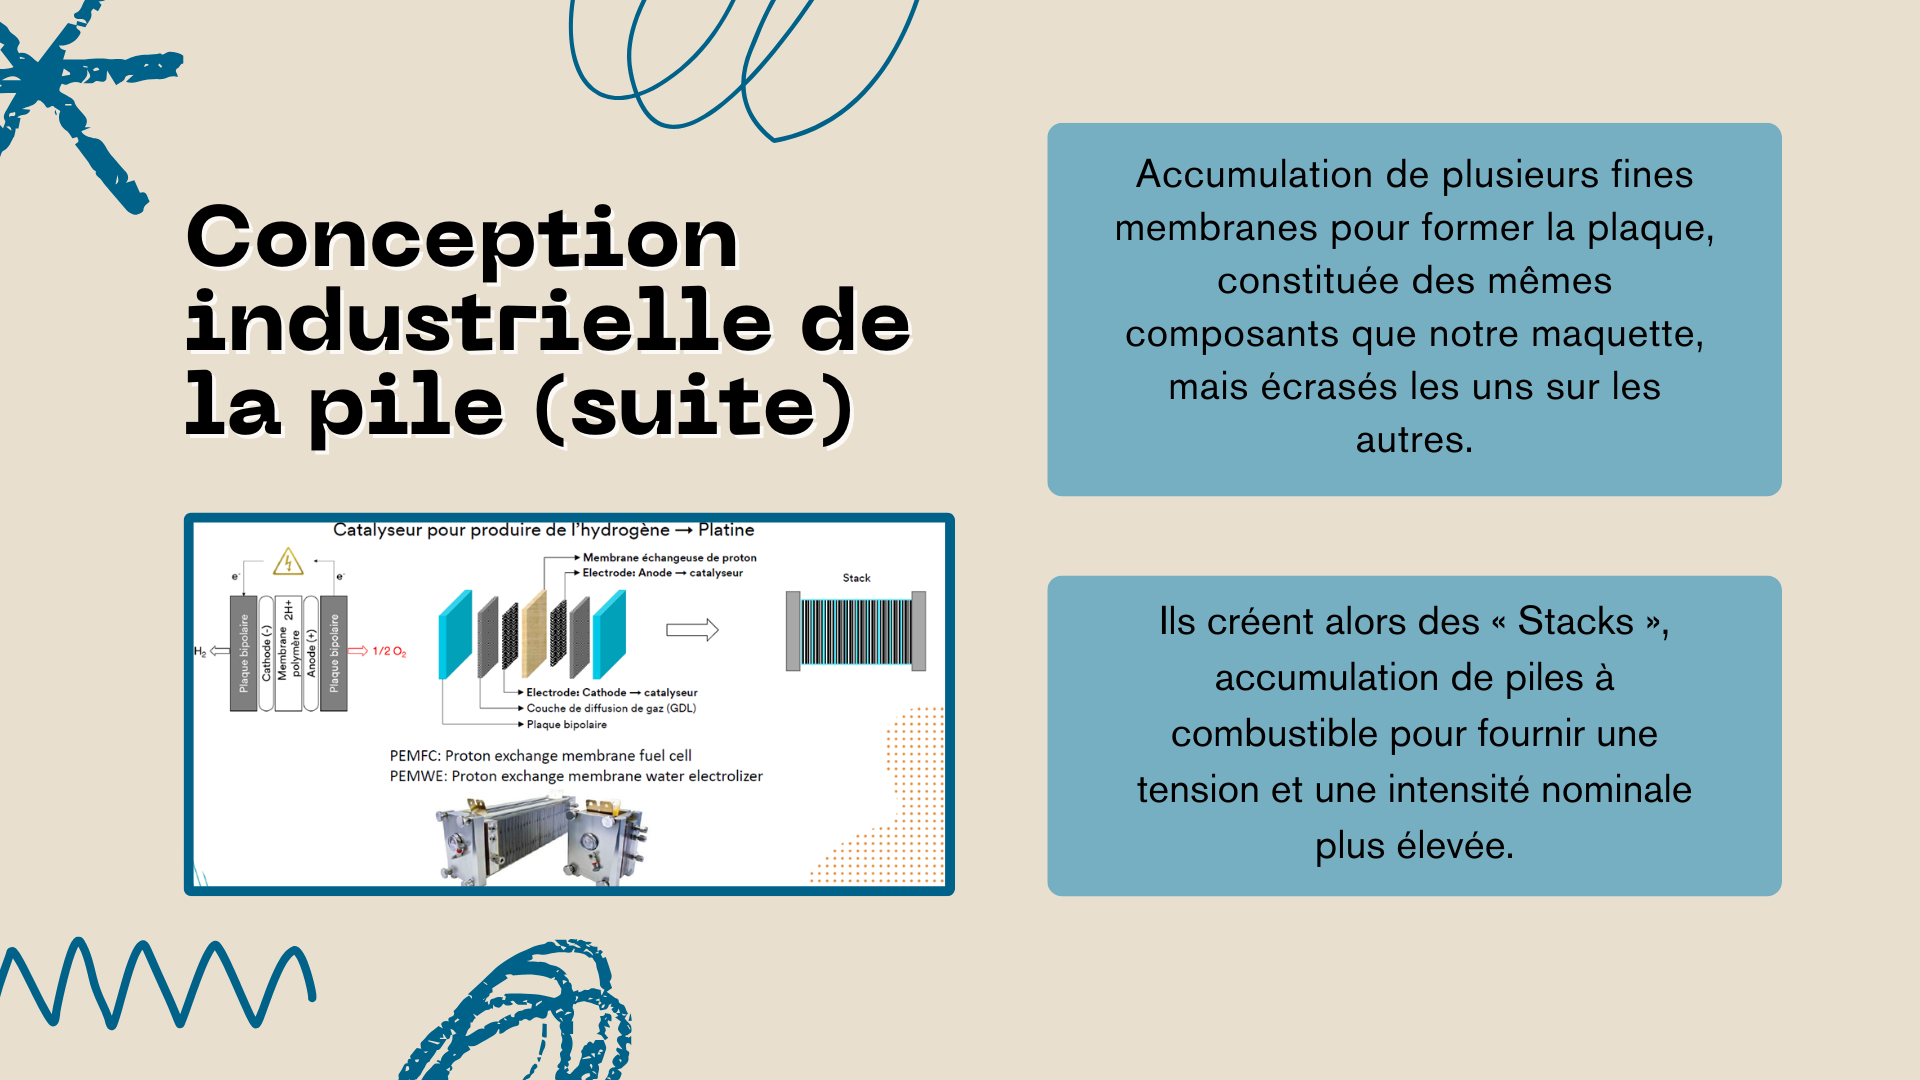 Conception
industrielle de
la pile (suite)
Accumulation de plusieurs fines
membranes pour former la plaque,
constituée des mêmes
composants que notre maquette,
mais écrasés les uns sur les
autres.
Ils créent alors des « Stacks »,
accumulation de piles à
combustible pour fournir une
tension et une intensité nominale
plus élevée.
Catalyseur pour produire de l'hydrogène → Platine
e-
e-
H2
Plaque bipolaire
Cathode (-)
Membrane
polymère
2H+
Anode (+)
Plaque bipolaire
1/2 O2
Membrane échangeuse de proton
Electrode: Anode → catalyseur
Electrode: Cathode → catalyseur
Couche de diffusion de gaz (GDL)
Plaque bipolaire
Stack
PEMFC: Proton exchange membrane fuel cell
PEMWE: Proton exchange membrane water electrolizer